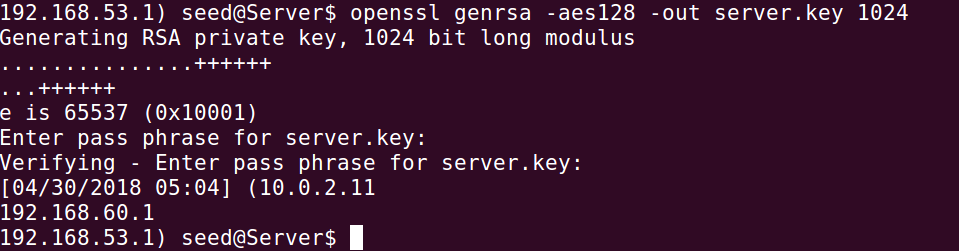 192.168.53.1) seed@Server$ openssl genrsa -aes128 -out server.key 1024
Generating RSA private key, 1024 bit long modulus
...............++++++
...++++++
e is 65537 (0x10001)
Enter pass phrase for server.key:
Verifying - Enter pass phrase for server.key:
[04/30/2018 05:04] (10.0.2.11
192.168.60.1
192.168.53.1) seed@Server$